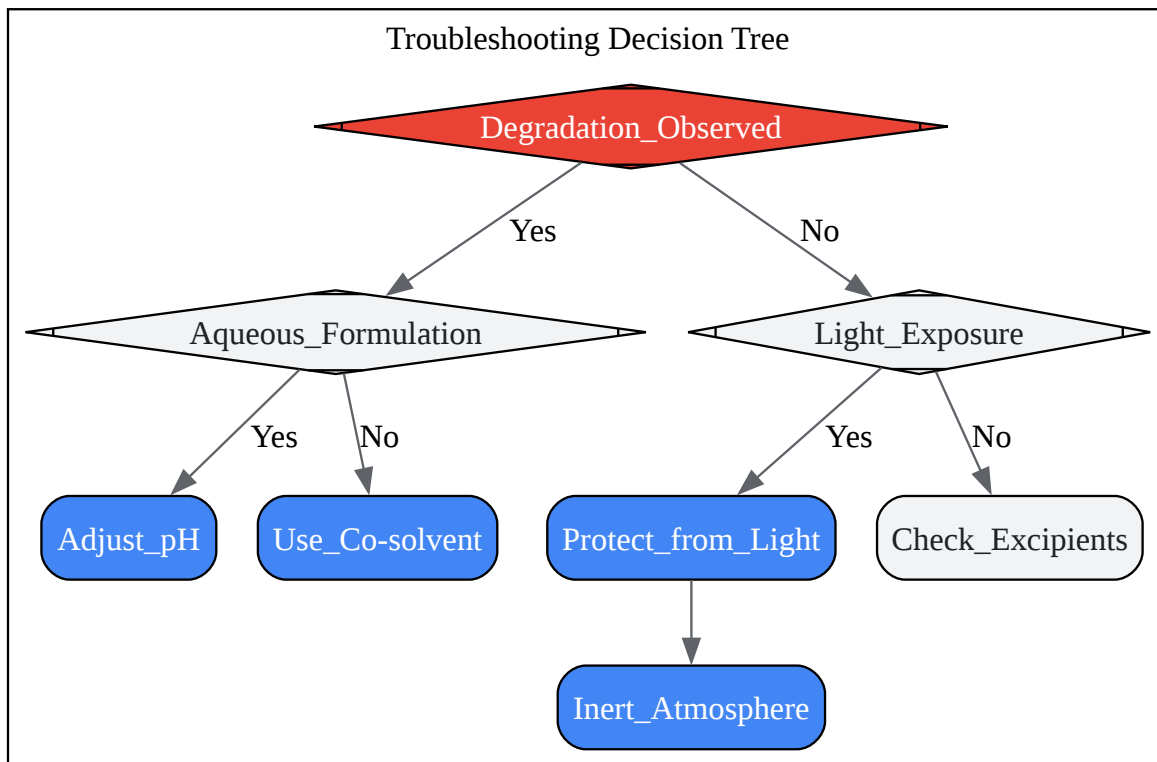 Troubleshooting Decision Tree
Degradation_Observed
Yes
No
Aqueous_Formulation
Light_Exposure
Yes
No
Yes
No
Adjust_pH
Use_Co-solvent
Protect_from_Light
Check_Excipients
Inert_Atmosphere